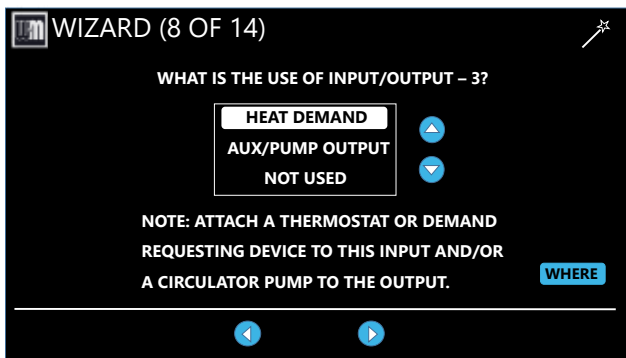 WIZARD (8 OF 14)
WHAT IS THE USE OF INPUT/OUTPUT – 3?
HEAT DEMAND
AUX/PUMP OUTPUT
NOT USED
NOTE: ATTACH A THERMOSTAT OR DEMAND
REQUESTING DEVICE TO THIS INPUT AND/OR
A CIRCULATOR PUMP TO THE OUTPUT.
WHERE